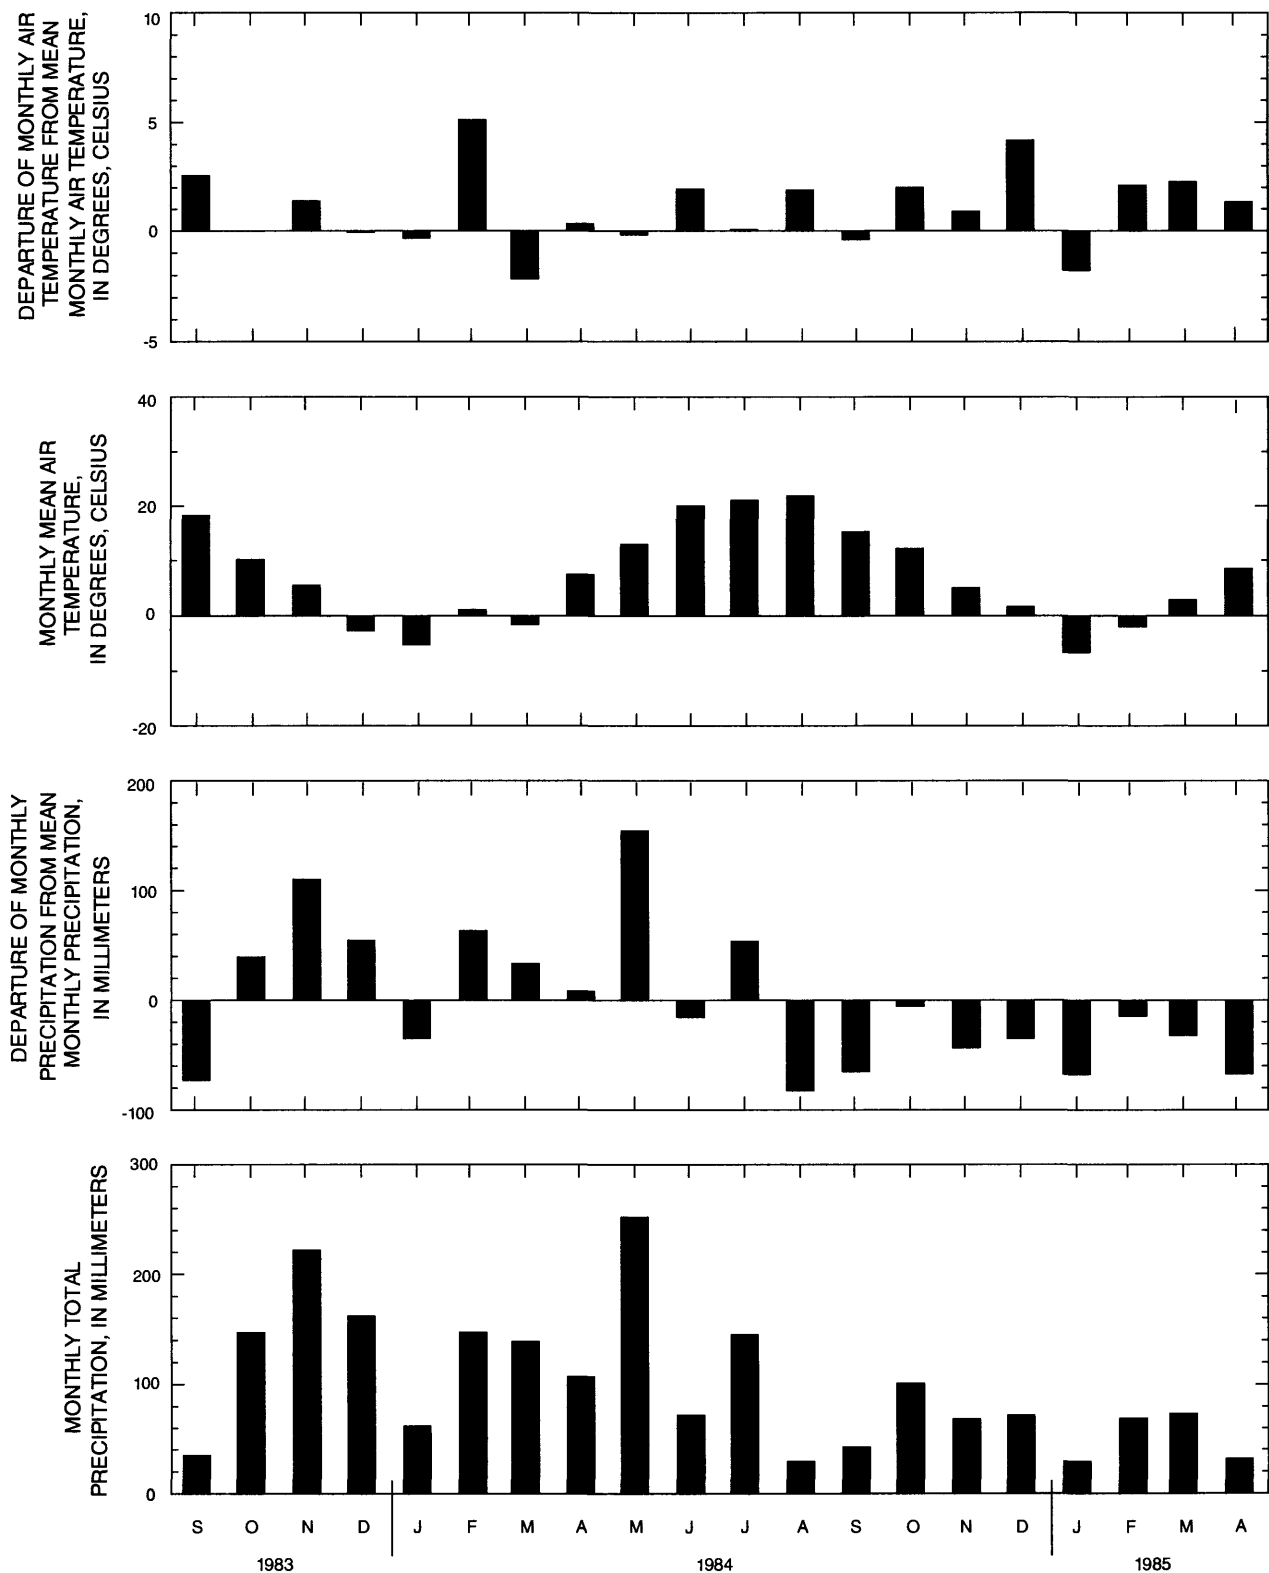 DEPARTURE OF MONTHLY AIR
TEMPERATURE FROM MEAN
MONTHLY AIR TEMPERATURE,
IN DEGREES, CELSIUS
10
5
0
-5
MONTHLY MEAN AIR
TEMPERATURE,
IN DEGREES, CELSIUS
40
20
0
-20
DEPARTURE OF MONTHLY
PRECIPITATION FROM MEAN
MONTHLY PRECIPITATION,
IN MILLIMETERS
200
100
0
-100
MONTHLY TOTAL
PRECIPITATION, IN MILLIMETERS
300
200
100
0
S O N D J F M A M J J A S O N D J F M A
1983 1984 1985